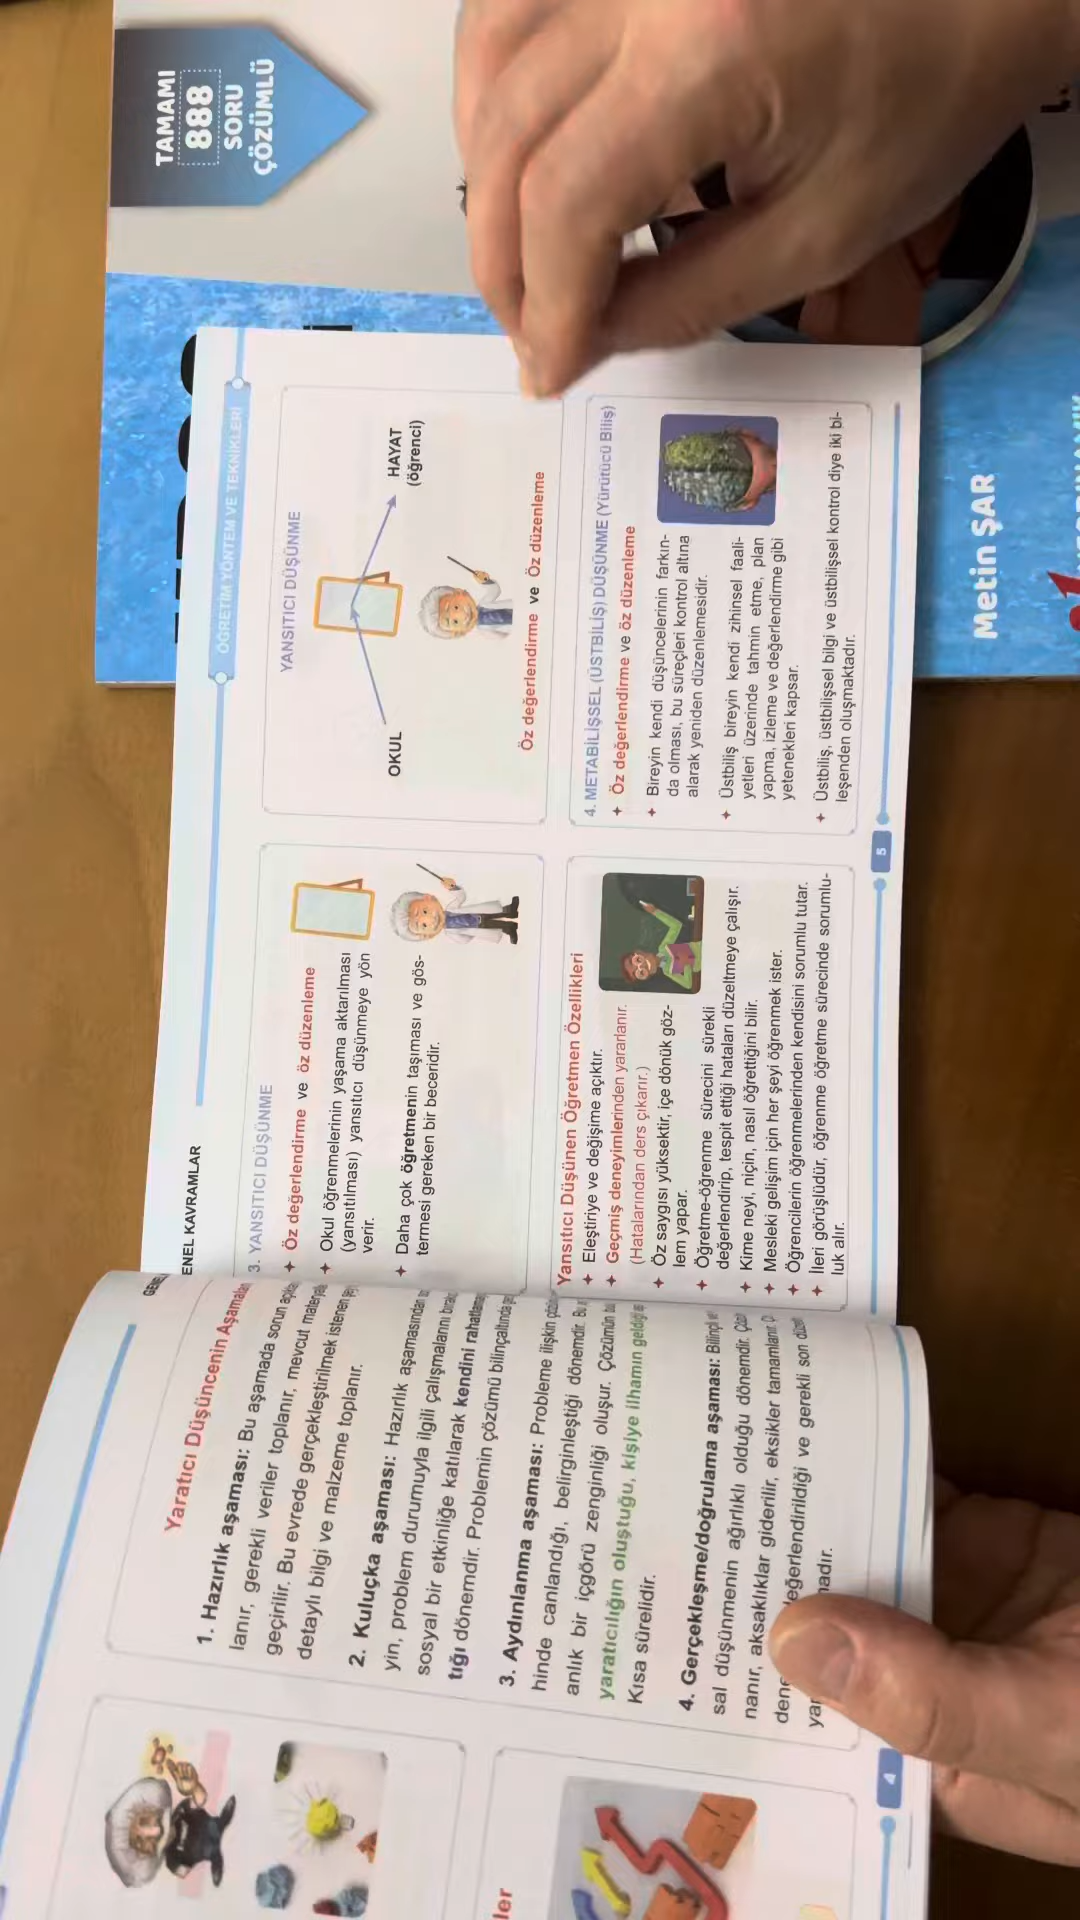 TAMAMI
888
SORU
ÇÖZÜMLÜ
Metin ŞAR
Yaratıcı Düşüncenin Aşamaları
1. Hazırlık aşaması: Bu aşamada sorun
lanır, gerekli veriler toplanır, mevcut
geçirilir. Bu evrede gerçekleştirilmek istenen
detaylı bilgi ve malzeme toplanır.
2. Kuluçka aşaması: Hazırlık aşamasından
yin, problem durumuyla ilgili çalışmalarını
sosyal bir etkinliğe katılarak kendini
tığı dönemdir. Problemin çözümü bilinçaltında
3. Aydınlanma aşaması: Probleme ilişkin
hinde canlandığı, belirginleştiği dönemdir. Bu
anlık bir içgörü zenginliği oluşur. Çözümün
yaratıcılığın oluştuğu, kişiye ilhamın geldiği
Kısa sürelidir.
4. Gerçekleşme/doğrulama aşaması: Bilinçli
sal düşünmenin ağırlıklı olduğu dönemdir.
nanır, aksaklıklar giderilir, eksiklikler tamamlanır.
değerlendirildiği ve gerekli son
4
ler
ENEL KAVRAMLAR
ÖĞRETİM YÖNTEM VE TEKNİKLERİ
3. YANSITICI DÜŞÜNME
+ Öz değerlendirme ve öz düzenleme
+ Okul öğrenmelerinin yaşama aktarılması
(yansıtılması) yansıtıcı düşünmeye yön
verir.
+ Daha çok öğretmenin taşıması ve gös-
termesi gereken bir beceridir.
Yansıtıcı Düşünen Öğretmen Özellikleri
+ Eleştiriye ve değişime açıktır.
+ Geçmiş deneyimlerinden yararlanır.
(Hatalarından ders çıkarır.)
+ Öz saygısı yüksektir, içe dönük göz-
lem yapar.
+ Öğretme-öğrenme sürecini sürekli
değerlendirip, tespit ettiği hataları düzeltmeye çalışır.
+ Kime neyi, niçin, nasıl öğrettiğini bilir.
+ Mesleki gelişim için her şeyi öğrenmek ister.
+ Öğrencilerin öğrenmelerinden kendisini sorumlu tutar.
+ İleri görüşlüdür, öğrenme öğretme sürecinde sorumlu-
luk alır.
YANSITICI DÜŞÜNME
OKUL
HAYAT
(öğrenci)
Öz değerlendirme ve Öz düzenleme
4. METABİLİŞSEL (ÜSTBİLİŞ) DÜŞÜNME (Yürütücü Biliş)
+ Öz değerlendirme ve öz düzenleme
+ Bireyin kendi düşüncelerinin farkın-
da olması, bu süreçleri kontrol altına
alarak yeniden düzenlemesidir.
+ Üstbiliş bireyin kendi zihinsel faali-
yetleri üzerinde tahmin etme, plan
yapma, izleme ve değerlendirme gibi
yetenekleri kapsar.
+ Üstbiliş, üstbilişsel bilgi ve üstbilişsel kontrol diye iki bi-
leşenden oluşmaktadır.
5